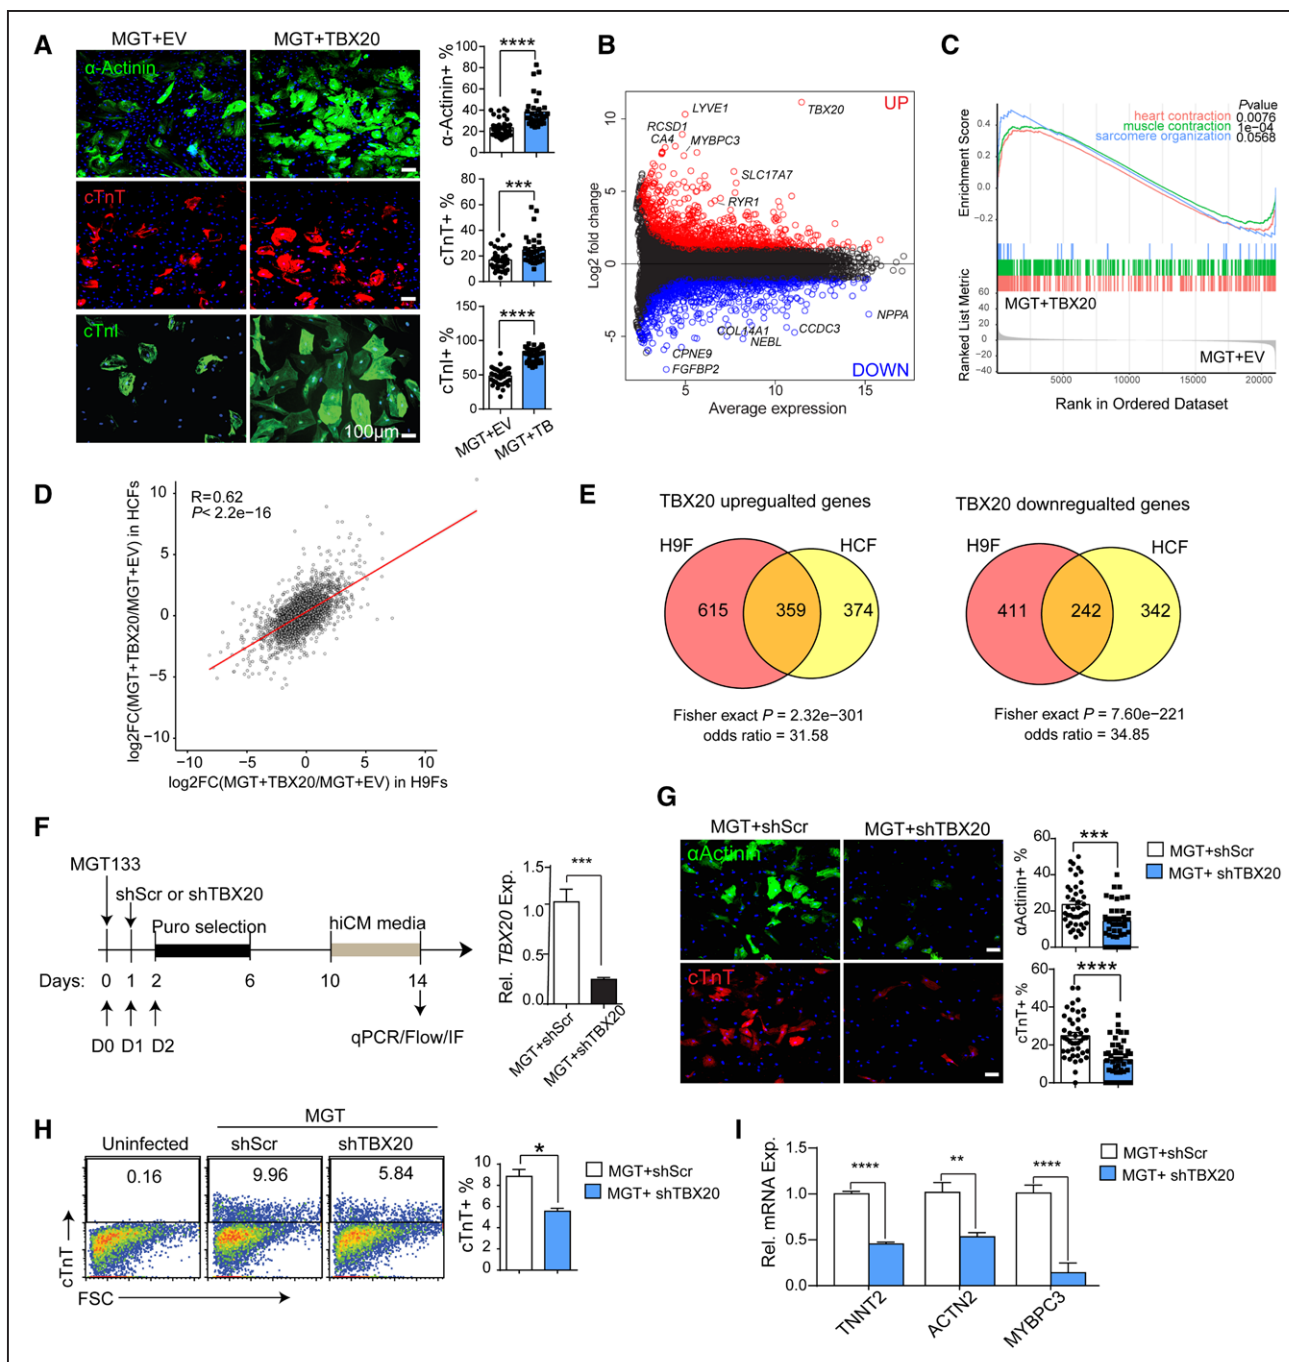 A
MGT+EV
MGT+TBX20
α-Actinin
cTnT
cTnI
100µm
α-Actinin+ %
100
80
60
40
20
0
****
cTnT+ %
80
60
40
20
0
***
cTnI+ %
150
100
50
0
****
MGT+EV
MGT+TB
B
Log2 fold change
10
5
0
-5
UP
DOWN
LYVE1
TBX20
RCSD1
CA4
MYBPC3
SLC17A7
RYR1
NPPA
COL14A1
CCDC3
NEBL
CPNE9
FGFBP2
5
10
15
Average expression
C
Enrichment Score
0.4
0.2
0.0
−0.2
Pvalue
heart contraction 0.0076
muscle contraction 1e−04
sarcomere organization 0.0568
MGT+TBX20
Ranked List Metric
60
40
20
0
−20
−40
MGT+EV
5000
10000
15000
20000
Rank in Ordered Dataset
D
log2FC(MGT+TBX20/MGT+EV) in HCFs
R=0.62
P< 2.2e−16
10
5
0
−5
−10
−10
−5
0
5
10
log2FC(MGT+TBX20/MGT+EV) in H9Fs
E
TBX20 upregualted genes
H9F
HCF
615
359
374
Fisher exact P = 2.32e−301
odds ratio = 31.58
TBX20 downregualted genes
H9F
HCF
411
242
342
Fisher exact P = 7.60e−221
odds ratio = 34.85
F
MGT133
shScr or shTBX20
Puro selection
hiCM media
Days:
0
1
2
6
10
14
D0
D1
D2
qPCR/Flow/IF
Rel. TBX20 Exp.
1.5
1.0
0.5
0.0
***
MGT+shScr
MGT+shTBX20
G
MGT+shScr
MGT+shTBX20
αActinin
cTnT
αActinin+ %
60
40
20
0
***
MGT+shScr
MGT+ shTBX20
cTnT+ %
60
40
20
0
****
H
MGT
Uninfected
shScr
shTBX20
0.16
9.96
5.84
cTnT
FSC
cTnT+ %
10
8
6
4
2
0
*
MGT+shScr
MGT+ shTBX20
I
Rel. mRNA Exp.
1.5
1.0
0.5
0.0
****
**
****
TNNT2
ACTN2
MYBPC3
MGT+shScr
MGT+ shTBX20